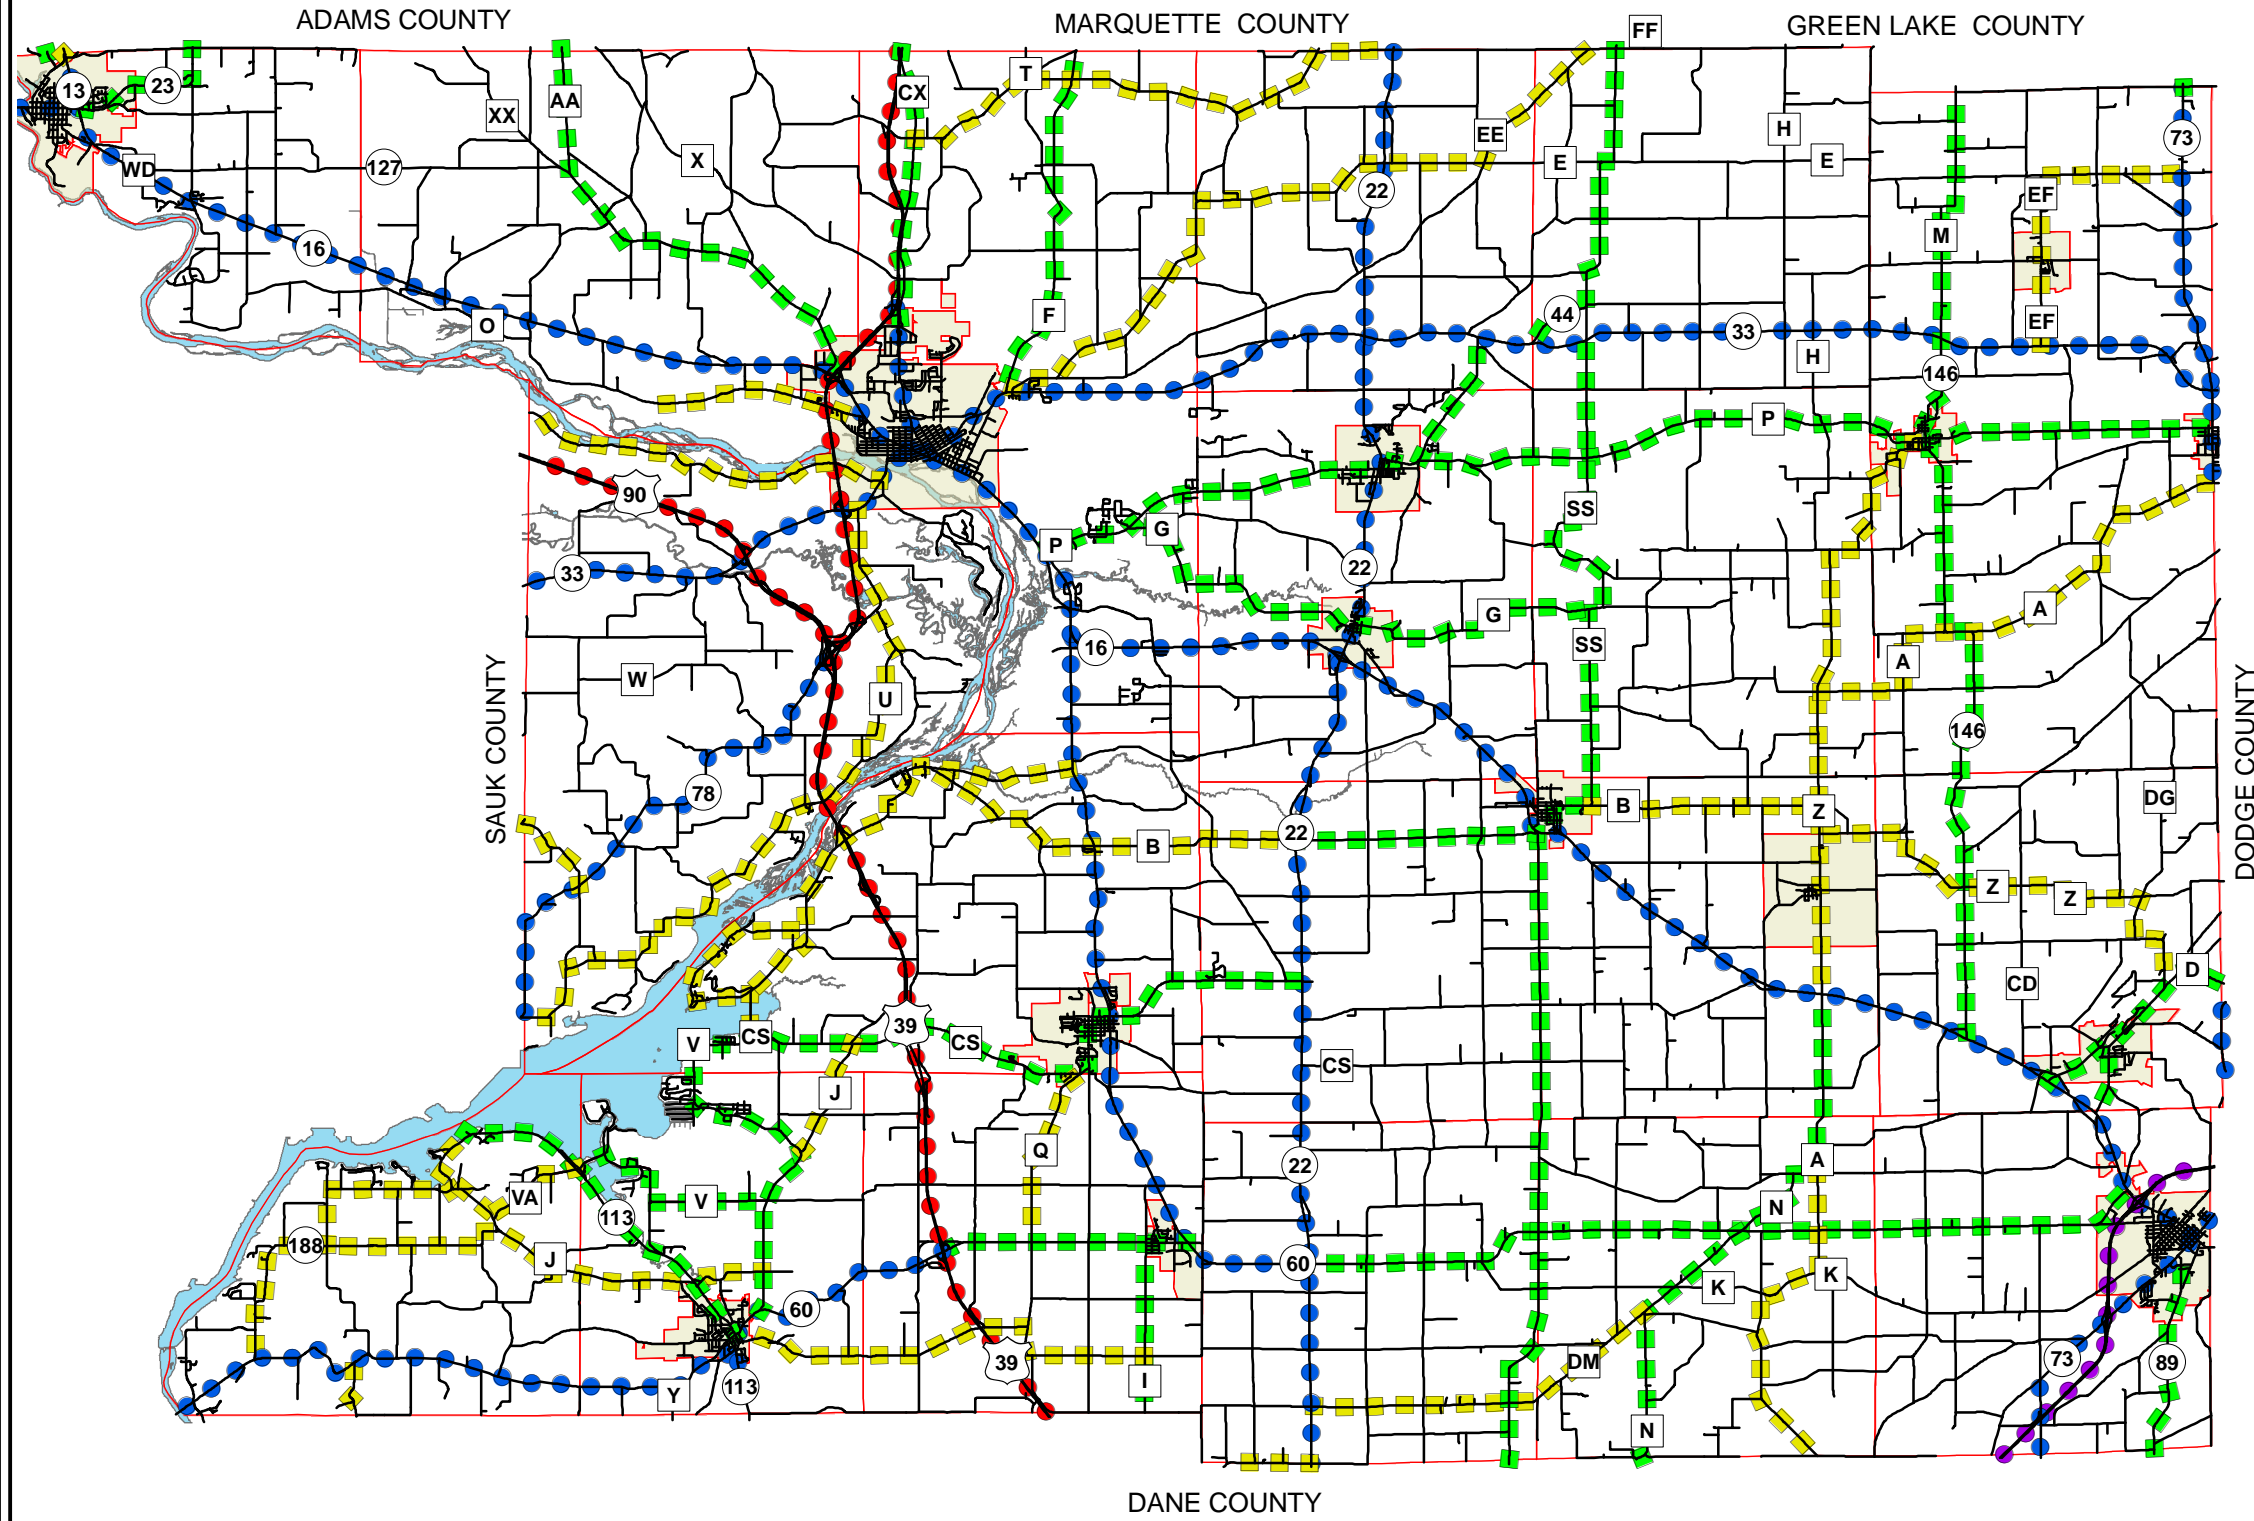 ADAMS COUNTY
MARQUETTE COUNTY
FF
GREEN LAKE COUNTY
13
23
XX
AA
CX
T
EE
H
73
WD
127
X
E
E
22
EF
M
16
O
F
44
33
EF
H
146
P
90
SS
P
G
33
22
G
A
16
SS
W
A
U
SAUK COUNTY
DODGE COUNTY
146
78
F
B
Z
DG
22
B
Z
Z
D
CD
39
V
CS
CS
CS
J
Q
22
A
VA
V
N
113
188
J
60
K
K
60
39
DM
73
89
I
Y
113
N
DANE COUNTY